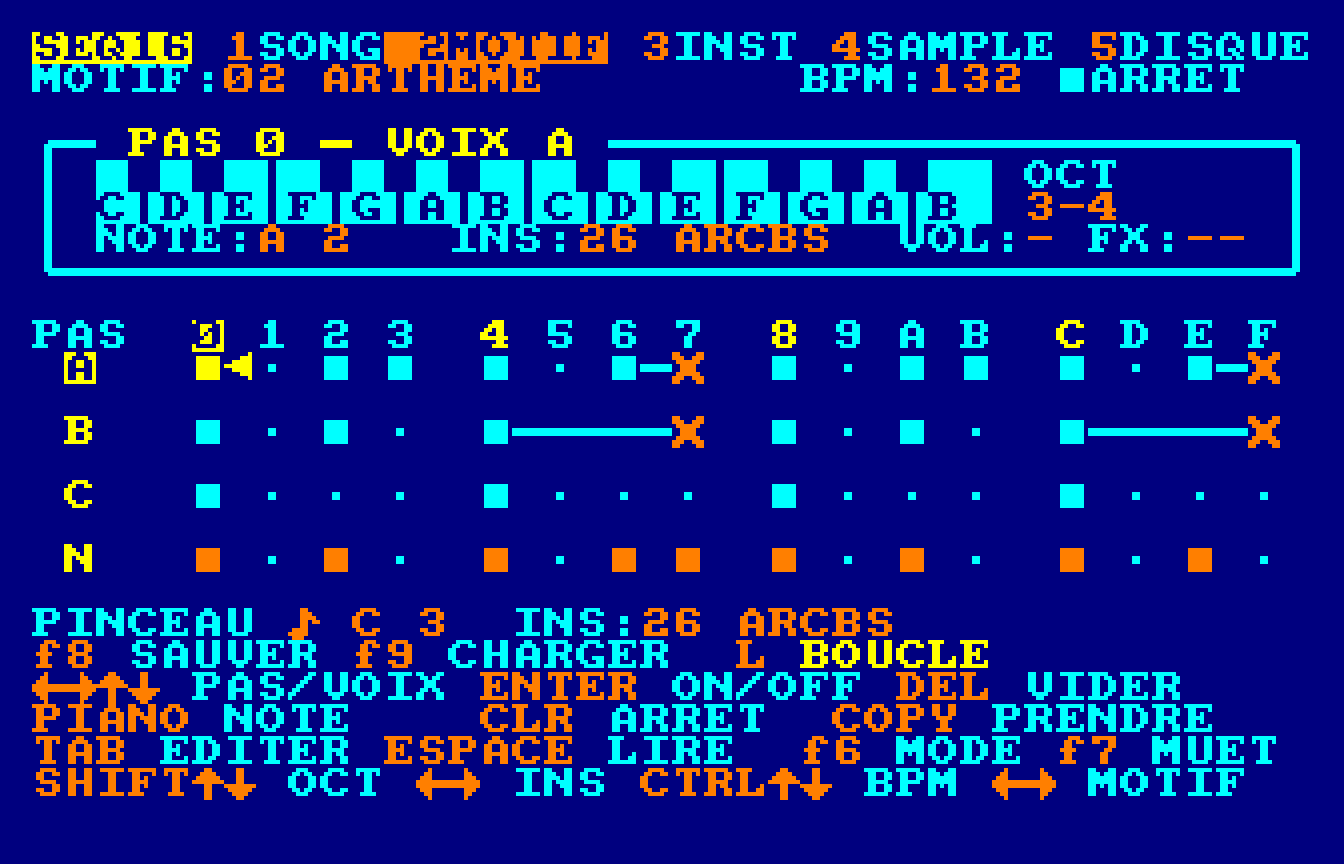 SEQ16 1SONG 2MOTIF 3INST 4SAMPLE 5DISQUE
MOTIF:02 ARTHEME BPM:132 ■ARRET
PAS 0 - VOIX A
OCT
C D E F G A B C D E F G A B 3-4
NOTE:A 2 INS:26 ARCBS VOL:- FX:--
PAS 0 1 2 3 4 5 6 7 8 9 A B C D E F
A
B
C
N
PINCEAU ♪ C 3 INS:26 ARCBS
f8 SAUVER f9 CHARGER L BOUCLE
←→↑↓ PAS/VOIX ENTER ON/OFF DEL VIDER
PIANO NOTE CLR ARRET COPY PRENDRE
TAB EDITER ESPACE LIRE f6 MODE f7 MUET
SHIFT↑↓ OCT ←→ INS CTRL↑↓ BPM ←→ MOTIF